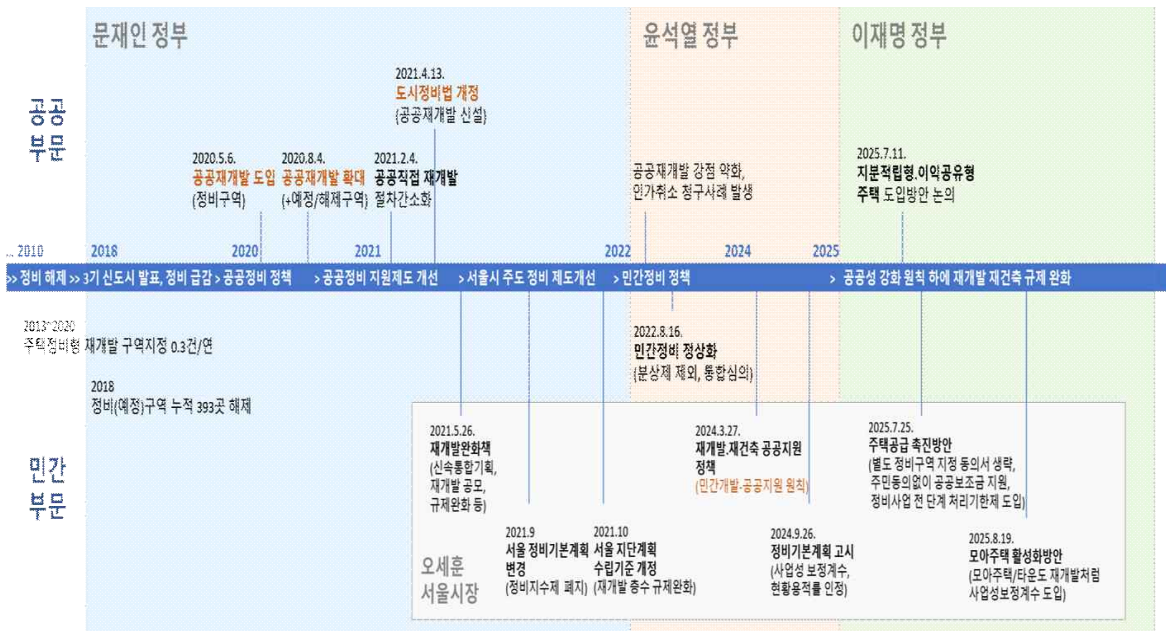 문재인 정부
윤석열 정부
이재명 정부
공공
부문
2020.5.6.
공공재개발 도입
(정비구역)
2020.8.4.
공공재개발 확대
(+예정/해제구역)
2021.2.4.
공공직접 재개발
절차간소화
2021.4.13.
도시정비법 개정
(공공재개발 신설)
공공재개발 강점 약화,
인가취소 청구사례 발생
2025.7.11.
지분적립형.이익공유형
주택 도입방안 논의
... 2010
2018
2020
2021
2022
2024
2025
>> 정비 해제 >> 3기 신도시 발표, 정비 급감 > 공공정비 정책 > 공공정비 지원제도 개선 > 서울시 주도 정비 제도개선 > 민간정비 정책 > 공공성 강화 원칙 하에 재개발 재건축 규제 완화
2013~2020
주택정비형 재개발 구역지정 0.3건/연
2018
정비(예정)구역 누적 393곳 해제
2022.8.16.
민간정비 정상화
(분상제 제외, 통합심의)
민간
부문
오세훈
서울시장
2021.5.26.
재개발완화책
(신속통합기획,
재개발 공모,
규제완화 등)
2021.9
서울 정비기본계획
변경
(정비지수제 폐지)
2021.10
서울 지단계획
수립기준 개정
(재개발 층수 규제완화)
2024.3.27.
재개발.재건축 공공지원
정책
(민간개발-공공지원 원칙)
2024.9.26.
정비기본계획 고시
(사업성 보정계수,
현황용적률 인정)
2025.7.25.
주택공급 촉진방안
(별도 정비구역 지정 동의서 생략,
주민동의없이 공공보조금 지원,
정비사업 전 단계 처리기한제 도입)
2025.8.19.
모아주택 활성화방안
(모아주택/타운도 재개발처럼
사업성보정계수 도입)